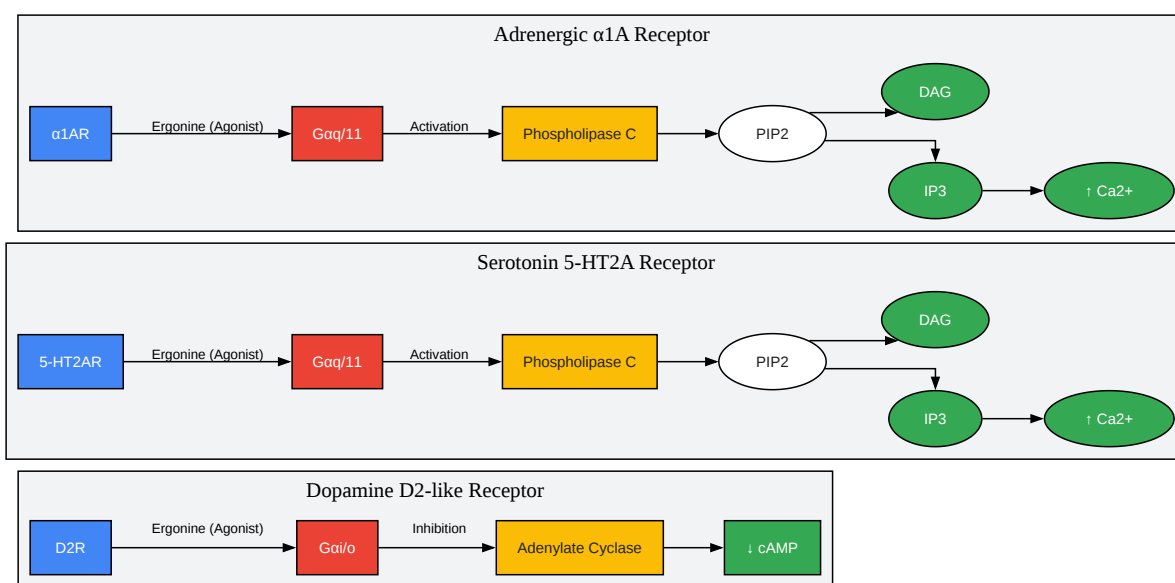 Adrenergic α1A Receptor
α1AR
Ergonine (Agonist)
Gαq/11
Activation
Phospholipase C
PIP2
DAG
IP3
↑ Ca2+
Serotonin 5-HT2A Receptor
5-HT2AR
Ergonine (Agonist)
Gαq/11
Activation
Phospholipase C
PIP2
DAG
IP3
↑ Ca2+
Dopamine D2-like Receptor
D2R
Ergonine (Agonist)
Gαi/o
Inhibition
Adenylate Cyclase
↓ cAMP